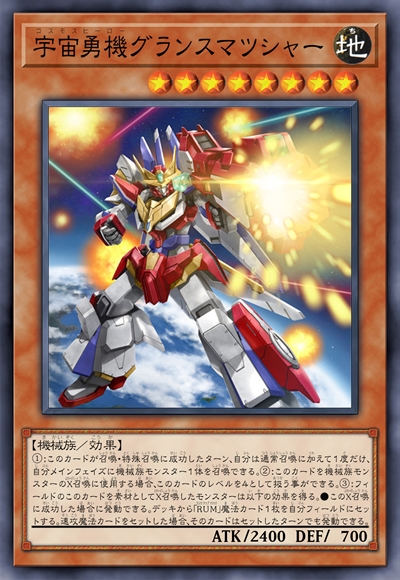 コスモスヒーロー
宇宙勇機グランスマツシャー
ち
地
【機械族/効果】
①:このカードが召喚・特殊召喚に成功したターン、自分は通常召喚に加えて1度だけ、
自分メインフェイズに機械族モンスター1体を召喚できる。②:このカードを機械族モンス
ターのX召喚に使用する場合、このカードのレベルを4として扱う事ができる。③:フィ
ールドのこのカードを素材としてX召喚したモンスターは以下の効果を得る。●このX召喚
に成功した場合に発動できる。デッキから「RUM」魔法カード1枚を自分フィールドにセッ
トする。速攻魔法カードをセットした場合、そのカードはセットしたターンでも発動できる。
ATK/2400 DEF/ 700